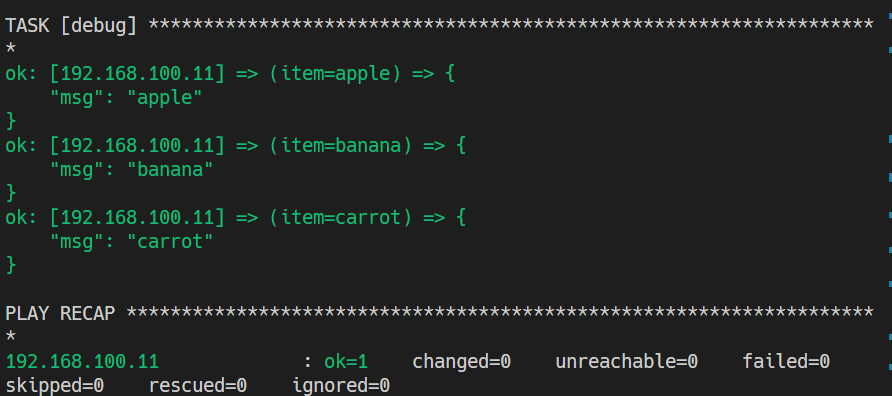 TASK [debug] ******************************************************************
*
ok: [192.168.100.11] => (item=apple) => {
    "msg": "apple"
}
ok: [192.168.100.11] => (item=banana) => {
    "msg": "banana"
}
ok: [192.168.100.11] => (item=carrot) => {
    "msg": "carrot"
}
PLAY RECAP ********************************************************************
*
192.168.100.11             : ok=1    changed=0    unreachable=0    failed=0
skipped=0    rescued=0    ignored=0